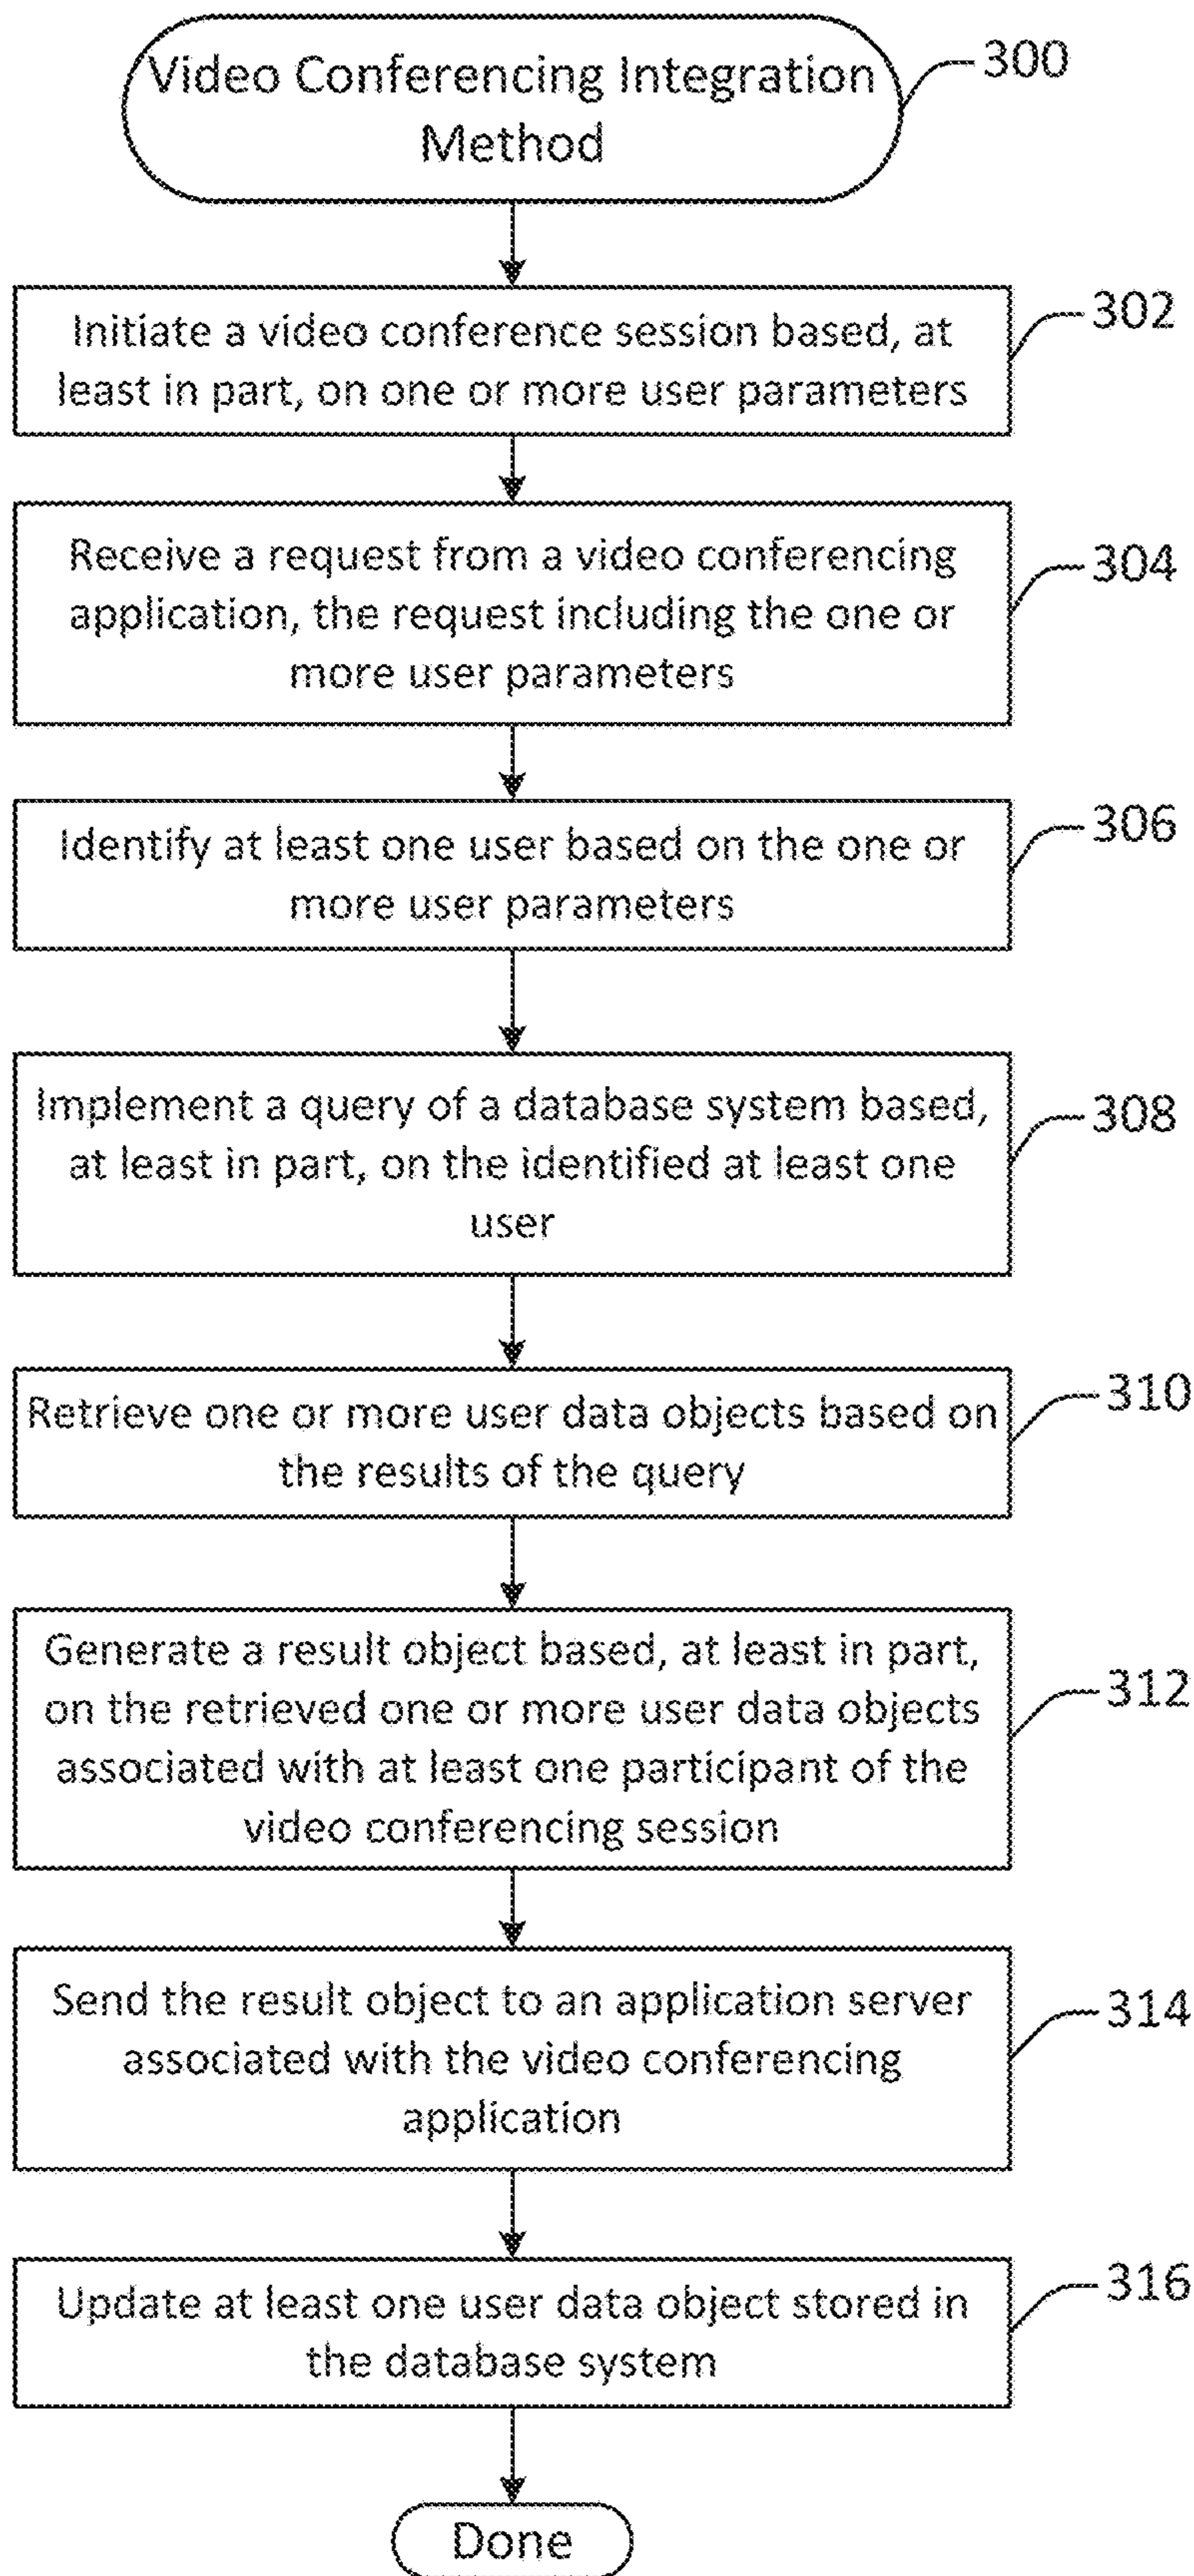 Video Conferencing Integration
Method
300
Initiate a video conference session based, at
least in part, on one or more user parameters
302
Receive a request from a video conferencing
application, the request including the one or
more user parameters
304
Identify at least one user based on the one or
more user parameters
306
Implement a query of a database system based,
at least in part, on the identified at least one
user
308
Retrieve one or more user data objects based on
the results of the query
310
Generate a result object based, at least in part,
on the retrieved one or more user data objects
associated with at least one participant of the
video conferencing session
312
Send the result object to an application server
associated with the video conferencing
application
314
Update at least one user data object stored in
the database system
316
Done